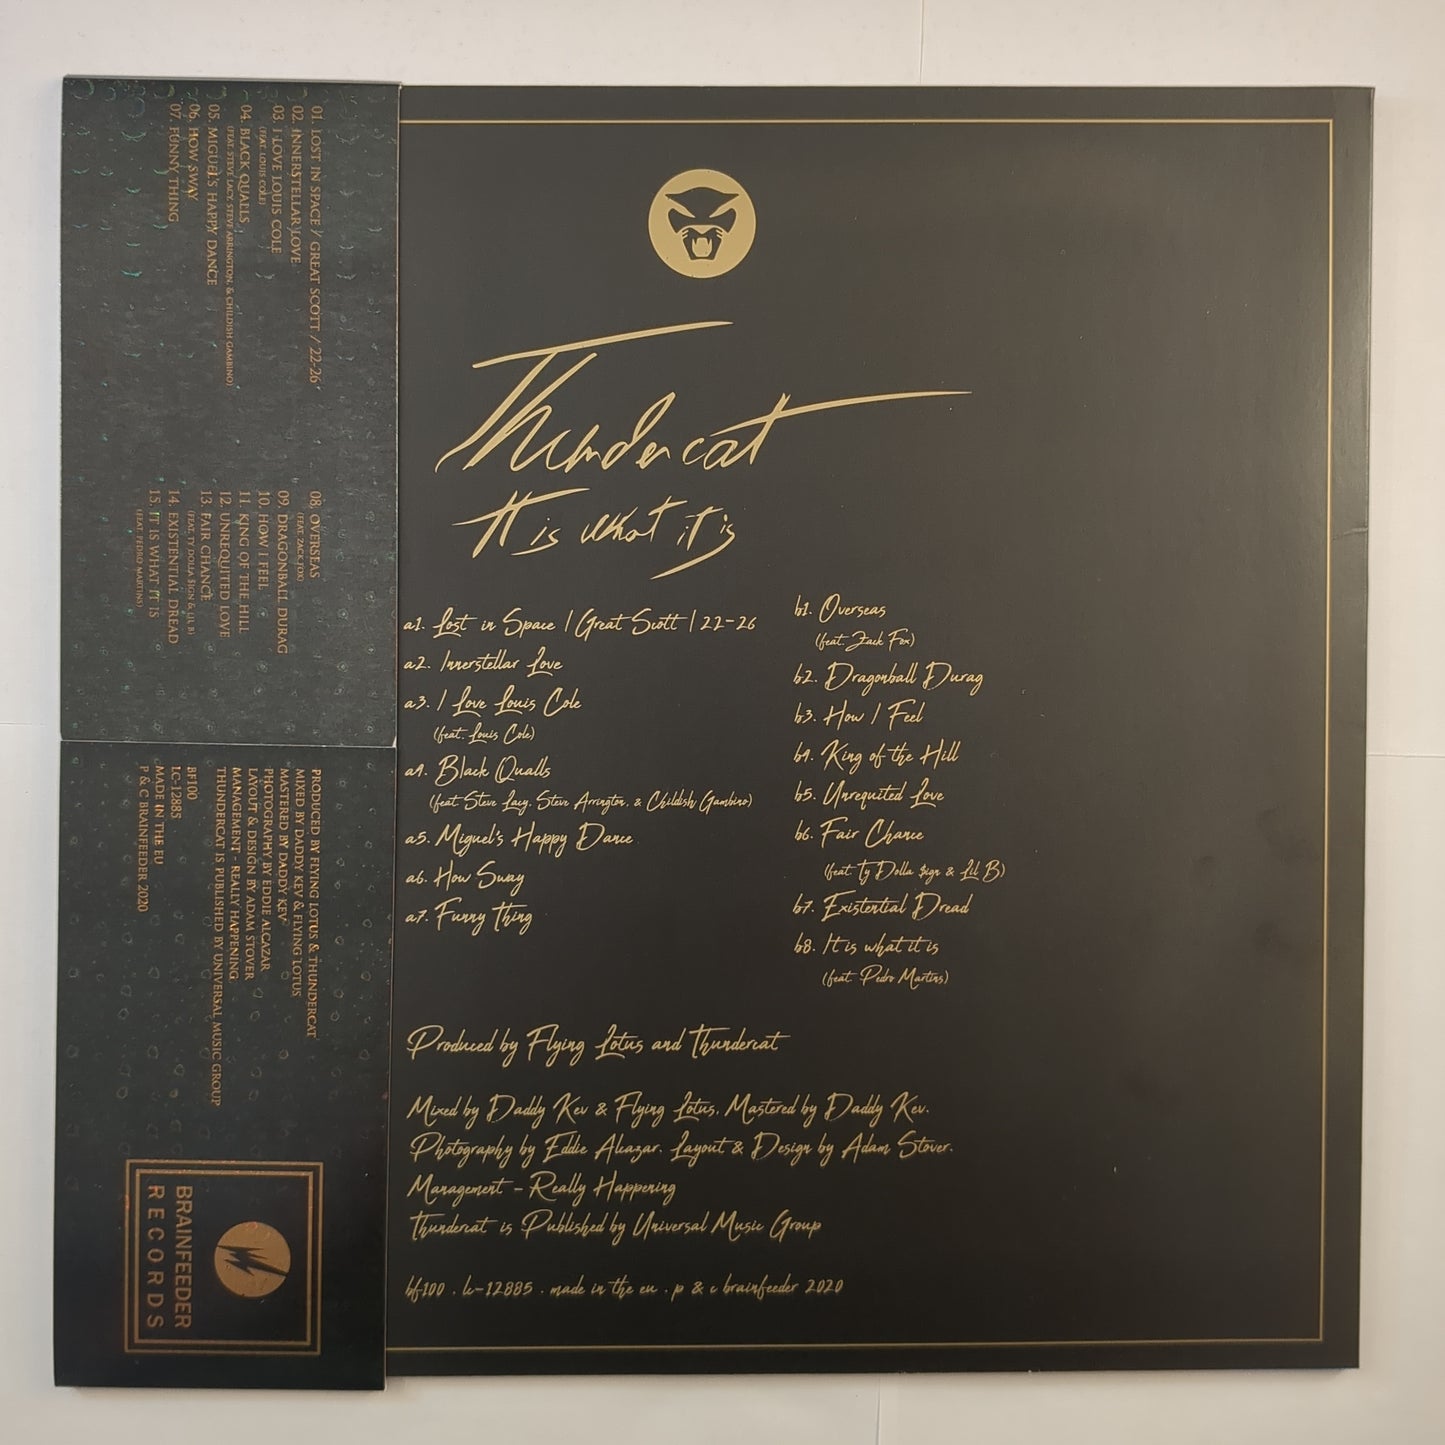 01. LOST IN SPACE / GREAT SCOTT / 22-26
02. INNERSTELLAR LOVE
03. I LOVE LOUIS COLE
(FEAT. LOUIS COLE)
04. BLACK QUALLS
(FEAT. STEVE LACY, STEVE ARRINGTON, & CHILDISH GAMBINO)
05. MIGUEL'S HAPPY DANCE
06. HOW SWAY
07. FUNNY THING
08. OVERSEAS
(FEAT. ZACK FOX)
09. DRAGONBALL DURAG
10. HOW I FEEL
11. KING OF THE HILL
12. UNREQUITED LOVE
13. FAIR CHANCE
(FEAT. TY DOLLA $IGN & LIL B)
14. EXISTENTIAL DREAD
15. IT IS WHAT IT IS
(FEAT. PEDRO MARTINS)
PRODUCED BY FLYING LOTUS & THUNDERCAT
MIXED BY DADDY KEV & FLYING LOTUS
MASTERED BY DADDY KEV
PHOTOGRAPHY BY EDDIE ALCAZAR
LAYOUT & DESIGN BY ADAM STOVER
MANAGEMENT - REALLY HAPPENING
THUNDERCAT IS PUBLISHED BY UNIVERSAL MUSIC GROUP
BF100
LC-12885
MADE IN THE EU
P & C BRAINFEEDER 2020
BRAINFEEDER
RECORDS
Thundercat
It is what it is
a1. Lost in Space / Great Scott / 22-26
a2. Innerstellar Love
a3. I Love Louis Cole
(feat. Louis Cole)
a4. Black Qualls
(feat Steve Lacy, Steve Arrington, & Childish Gambino)
a5. Miguel's Happy Dance
a6. How Sway
a7. Funny Thing
b1. Overseas
(feat. Zack Fox)
b2. Dragonball Durag
b3. How I Feel
b4. King of the Hill
b5. Unrequited Love
b6. Fair Chance
(feat. Ty Dolla $ign & Lil B)
b7. Existential Dread
b8. It is what it is
(feat. Pedro Martins)
Produced by Flying Lotus and Thundercat
Mixed by Daddy Kev & Flying Lotus, Mastered by Daddy Kev.
Photography by Eddie Alcazar. Layout & Design by Adam Stover.
Management - Really Happening
Thundercat is Published by Universal Music Group
bf100 . lc-12885 . made in the eu . p & c brainfeeder 2020